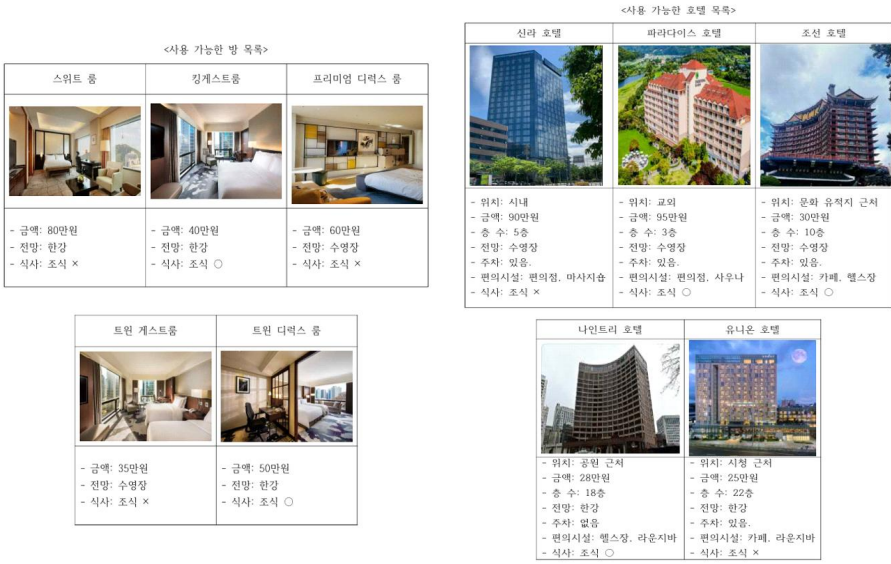 <사용 가능한 방 목록>
스위트 룸
킹게스트룸
프리미엄 디럭스 룸
- 금액: 80만원
- 전망: 한강
- 식사: 조식 ×
- 금액: 40만원
- 전망: 한강
- 식사: 조식 ○
- 금액: 60만원
- 전망: 수영장
- 식사: 조식 ×
트윈 게스트룸
트윈 디럭스 룸
- 금액: 35만원
- 전망: 수영장
- 식사: 조식 ×
- 금액: 50만원
- 전망: 한강
- 식사: 조식 ○
<사용 가능한 호텔 목록>
신라 호텔
파라다이스 호텔
조선 호텔
- 위치: 시내
- 금액: 90만원
- 층 수: 5층
- 전망: 수영장
- 주차: 있음.
- 편의시설: 편의점, 마사지숍
- 식사: 조식 ×
- 위치: 교외
- 금액: 95만원
- 층 수: 3층
- 전망: 수영장
- 주차: 있음.
- 편의시설: 편의점, 사우나
- 식사: 조식 ○
- 위치: 문화 유적지 근처
- 금액: 30만원
- 층 수: 10층
- 전망: 수영장
- 주차: 있음.
- 편의시설: 카페, 헬스장
- 식사: 조식 ○
나인트리 호텔
유니온 호텔
- 위치: 공원 근처
- 금액: 28만원
- 층 수: 18층
- 전망: 한강
- 주차: 없음
- 편의시설: 헬스장, 라운지바
- 식사: 조식 ○
- 위치: 시청 근처
- 금액: 25만원
- 층 수: 22층
- 전망: 한강
- 주차: 있음.
- 편의시설: 카페, 라운지바
- 식사: 조식 ×